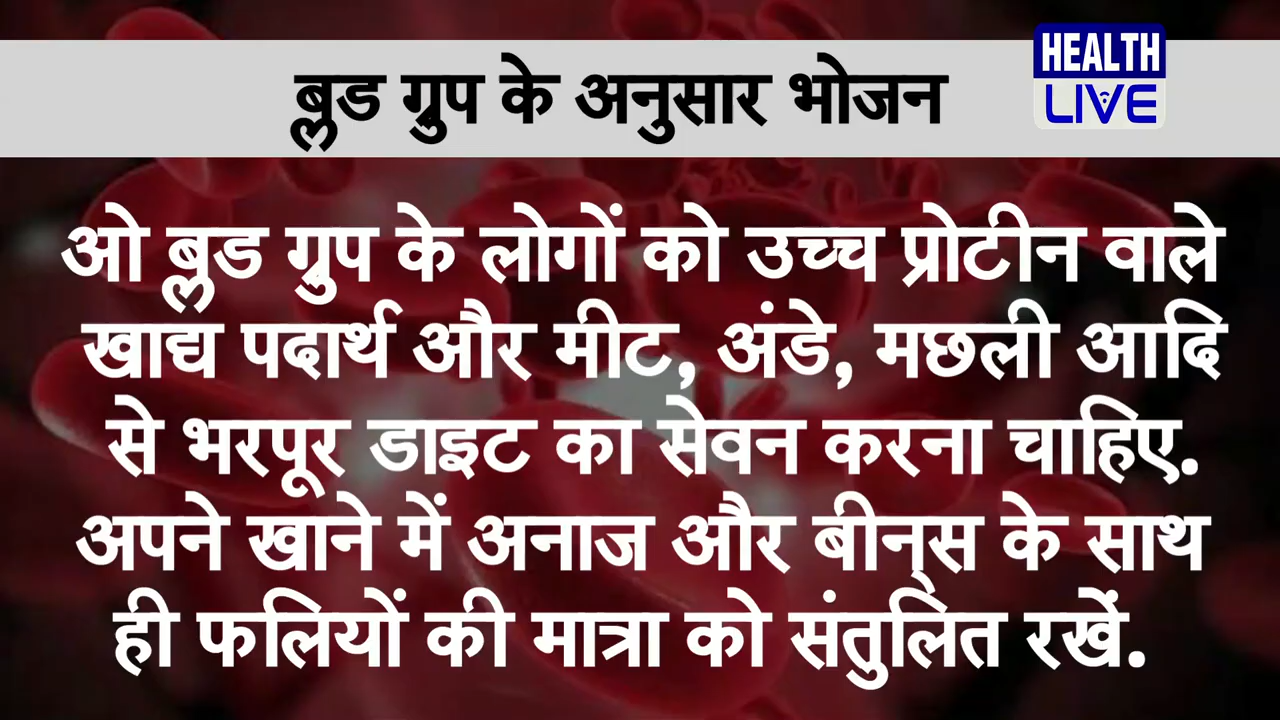 ब्लड ग्रुप के अनुसार भोजन
HEALTH
LIVE
ओ ब्लड ग्रुप के लोगों को उच्च प्रोटीन वाले
खाद्य पदार्थ और मीट, अंडे, मछली आदि
से भरपूर डाइट का सेवन करना चाहिए.
अपने खाने में अनाज और बीन्स के साथ
ही फलियों की मात्रा को संतुलित रखें.